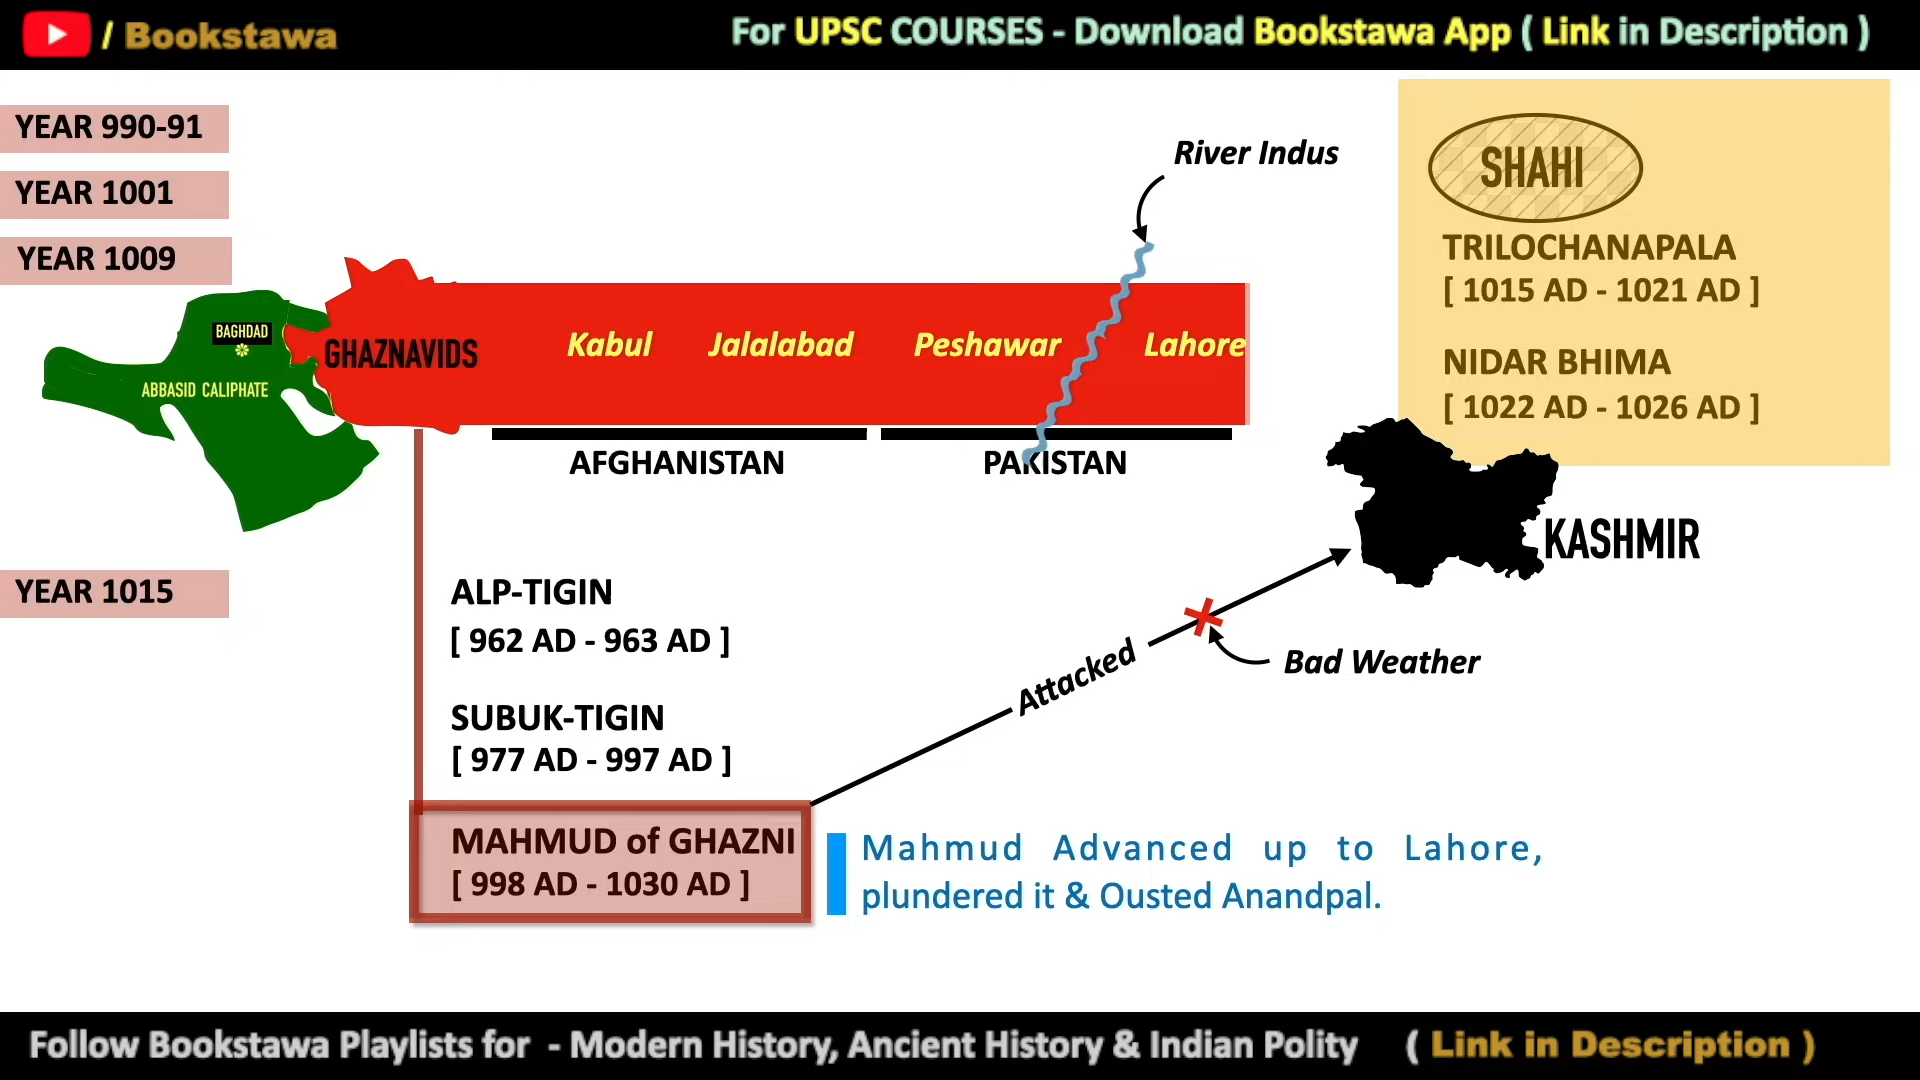 / Bookstawa
For UPSC COURSES - Download Bookstawa App ( Link in Description )
YEAR 990-91
YEAR 1001
YEAR 1009
River Indus
SHAHI
TRILOCHANAPALA
[ 1015 AD - 1021 AD ]
NIDAR BHIMA
[ 1022 AD - 1026 AD ]
BAGHDAD
ABBASID CALIPHATE
GHAZNAVIDS
Kabul
Jalalabad
Peshawar
Lahore
AFGHANISTAN
PAKISTAN
KASHMIR
YEAR 1015
ALP-TIGIN
[ 962 AD - 963 AD ]
SUBUK-TIGIN
[ 977 AD - 997 AD ]
Attacked
Bad Weather
MAHMUD of GHAZNI
[ 998 AD - 1030 AD ]
Mahmud Advanced up to Lahore,
plundered it & Ousted Anandpal.
Follow Bookstawa Playlists for - Modern History, Ancient History & Indian Polity ( Link in Description )